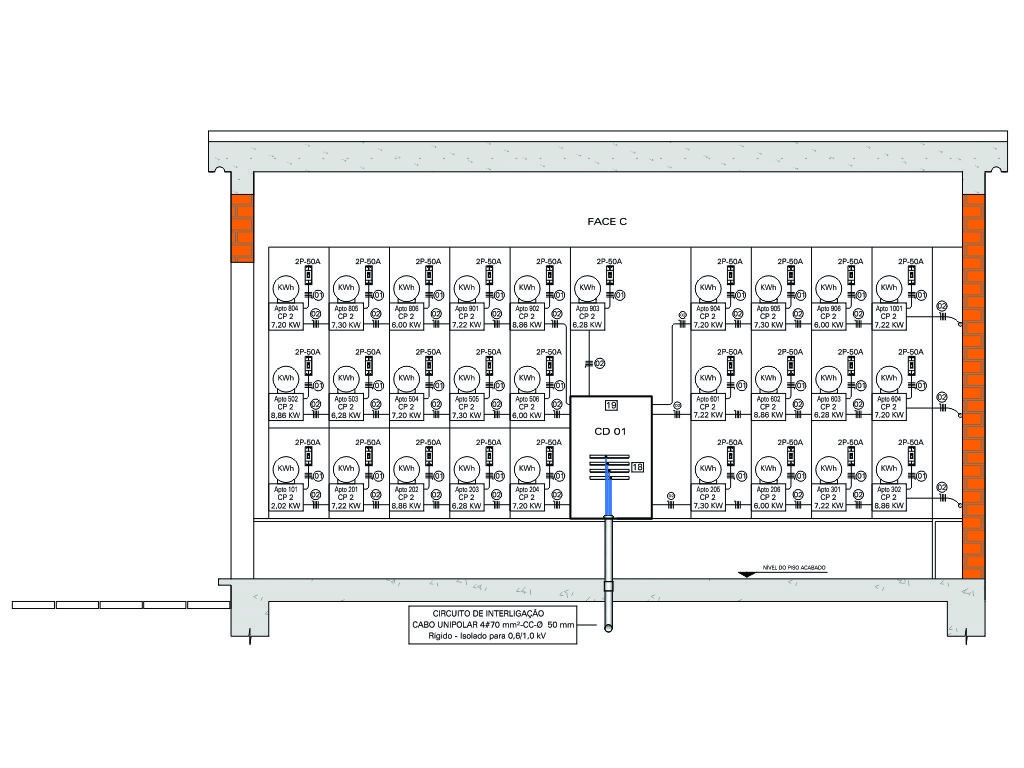 FACE C
2P-50A 2P-50A 2P-50A 2P-50A 2P-50A 2P-50A 2P-50A 2P-50A 2P-50A 2P-50A
KWh KWh KWh KWh KWh KWh KWh KWh KWh KWh
01 01 01 01 01 01 01 01 01 01
Apto 804 Apto 805 Apto 806 Apto 901 Apto 902 Apto 903 Apto 904 Apto 905 Apto 906 Apto 1001
02
CP 2 02 CP 2 02 CP 2 02 CP 2 02 CP 2 02 CP 2 CP 2 02 CP 2 02 CP 2 02 CP 2
7,20 KW 7,30 KW 6,00 KW 7,22 KW 8,86 KW 6,28 KW 7,20 KW 7,30 KW 6,00 KW 7,22 KW
2P-50A 2P-50A 2P-50A 2P-50A 2P-50A 2P-50A 2P-50A 2P-50A 2P-50A
02
KWh KWh KWh KWh KWh KWh KWh KWh KWh
01 01 01 01 01 01 01 01 01
Apto 502 Apto 503 Apto 504 Apto 505 Apto 506 Apto 601 Apto 602 Apto 603 Apto 604
02
CP 2 02 CP 2 02 CP 2 02 CP 2 02 CP 2 02 19 CP 2 CP 2 02 CP 2 02 CP 2
8,86 KW 6,28 KW 7,20 KW 7,30 KW 6,00 KW 7,22 KW 8,86 KW 6,28 KW 7,20 KW
CD 01
2P-50A 2P-50A 2P-50A 2P-50A 2P-50A 2P-50A 2P-50A 2P-50A 2P-50A
KWh KWh KWh KWh KWh 18 KWh KWh KWh KWh
01 01 01 01 01 01 01 01 01
Apto 101 Apto 201 Apto 202 Apto 203 Apto 204 Apto 205 Apto 206 Apto 301 Apto 302
02
CP 2 02 CP 2 02 CP 2 02 CP 2 02 CP 2 02 CP 2 02 CP 2 02 CP 2 02 CP 2
2,02 KW 7,22 KW 8,86 KW 6,28 KW 7,20 KW 7,30 KW 6,00 KW 7,22 KW 8,86 KW
NÍVEL DO PISO ACABADO
CIRCUITO DE INTERLIGAÇÃO
CABO UNIPOLAR 4#70 mm²-CC-Ø 50 mm
Rígido - Isolado para 0,6/1,0 kV